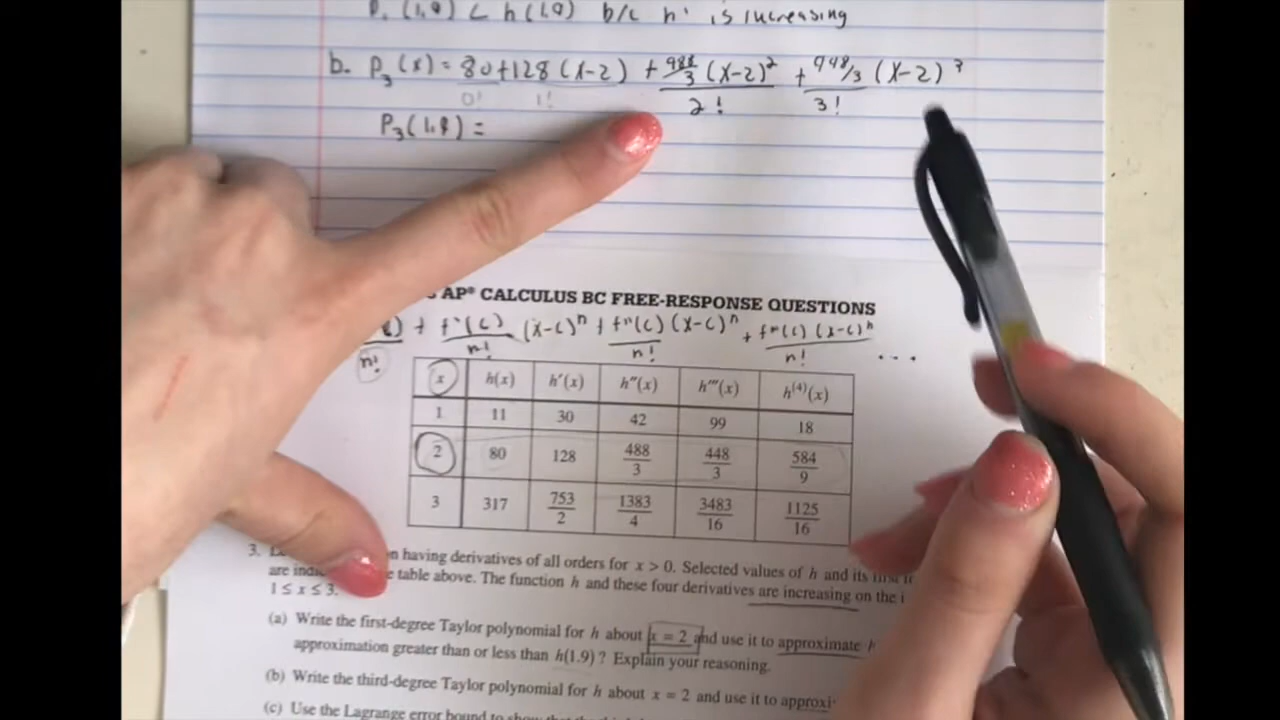 P₁(1.9) < h(1.9) b/c h' is increasing
b. P₃(x) = 80 + 128(x-2) + 488/3 (x-2)² + 448/3 (x-2)³
0! 1! 2! 3!
P₃(1.9) =
AP® CALCULUS BC FREE-RESPONSE QUESTIONS
+ f'(c) (x-c)ⁿ + f''(c) (x-c)ⁿ + f'''(c) (x-c)ⁿ ...
n! n! n! n!
x h(x) h'(x) h''(x) h'''(x) h⁽⁴⁾(x)
1 11 30 42 99 18
2 80 128 488/3 448/3 584/9
3 317 753/2 1383/4 3483/16 1125/16
3. having derivatives of all orders for x > 0. Selected values of h and its
are table above. The function h and these four derivatives are increasing on the
1 ≤ x ≤ 3.
(a) Write the first-degree Taylor polynomial for h about x = 2 and use it to approximate
approximation greater than or less than h(1.9)? Explain your reasoning.
(b) Write the third-degree Taylor polynomial for h about x = 2 and use it to
(c) Use the Lagrange error bound to